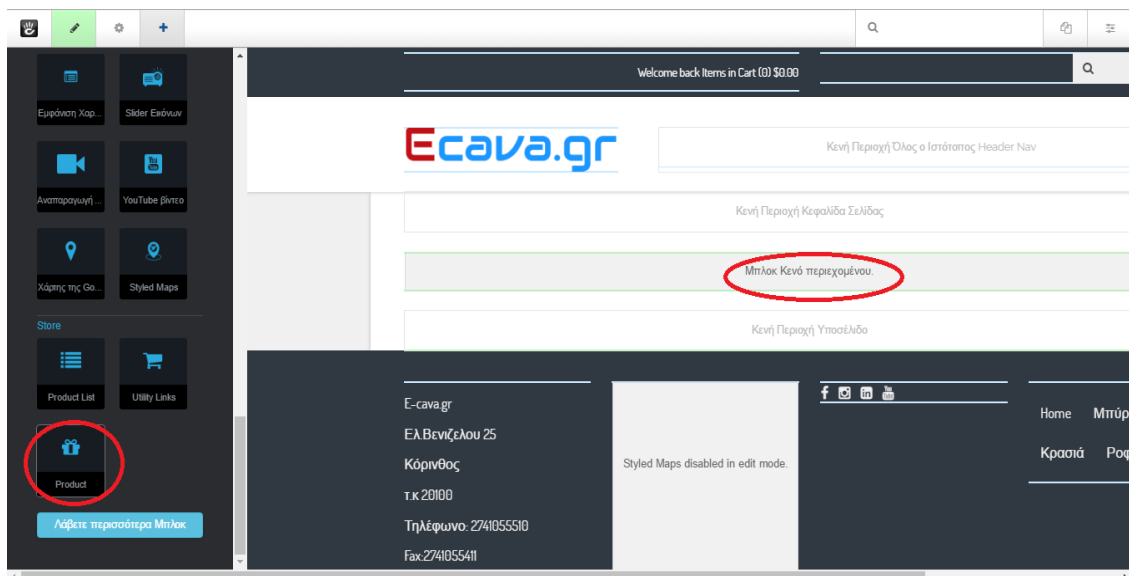 Welcome back Items in Cart (0) $0.00
Εμφάνιση Χαρ...
Slider Εικόνων
Ecava.gr
Κενή Περιοχή Όλος ο Ιστότοπος Header Nav
Αναπαραγωγή ...
YouTube βίντεο
Κενή Περιοχή Κεφαλίδα Σελίδας
Μπλοκ Κενό περιεχομένου.
Χάρτης της Go...
Styled Maps
Store
Κενή Περιοχή Υποσέλιδο
Product List
Utility Links
Product
Λάβετε περισσότερα Μπλοκ
E-cava.gr
Ελ.Βενιζελου 25
Κόρινθος
τ.κ 20100
Τηλέφωνο: 2741055510
Fax:2741055411
Styled Maps disabled in edit mode.
Home Μπύρ
Κρασιά Ροφ